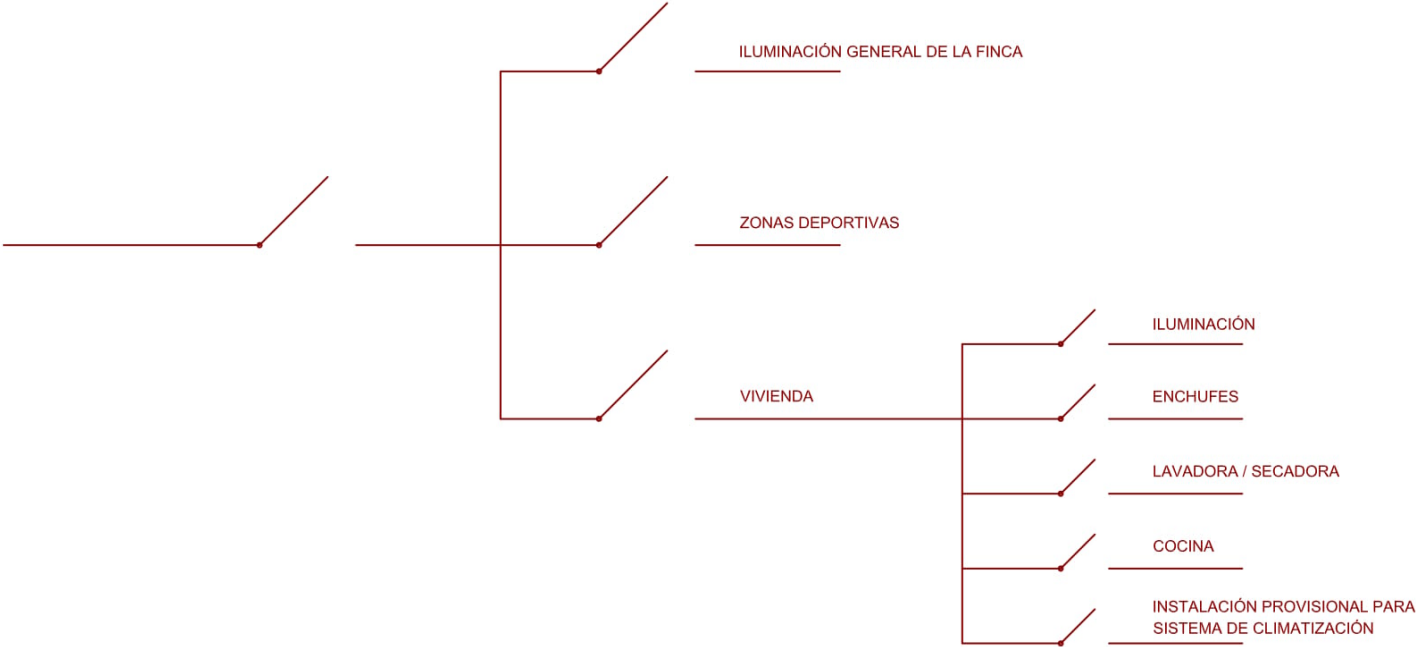 ILUMINACIÓN GENERAL DE LA FINCA
ZONAS DEPORTIVAS
VIVIENDA
ILUMINACIÓN
ENCHUFES
LAVADORA / SECADORA
COCINA
INSTALACIÓN PROVISIONAL PARA
SISTEMA DE CLIMATIZACIÓN